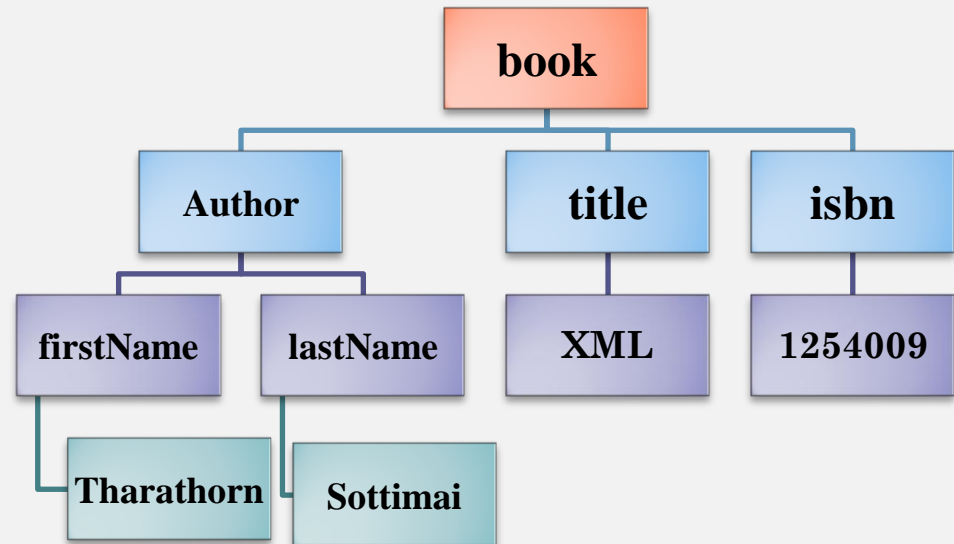 book
Author
title
isbn
firstName
lastName
XML
1254009
Tharathorn
Sottimai